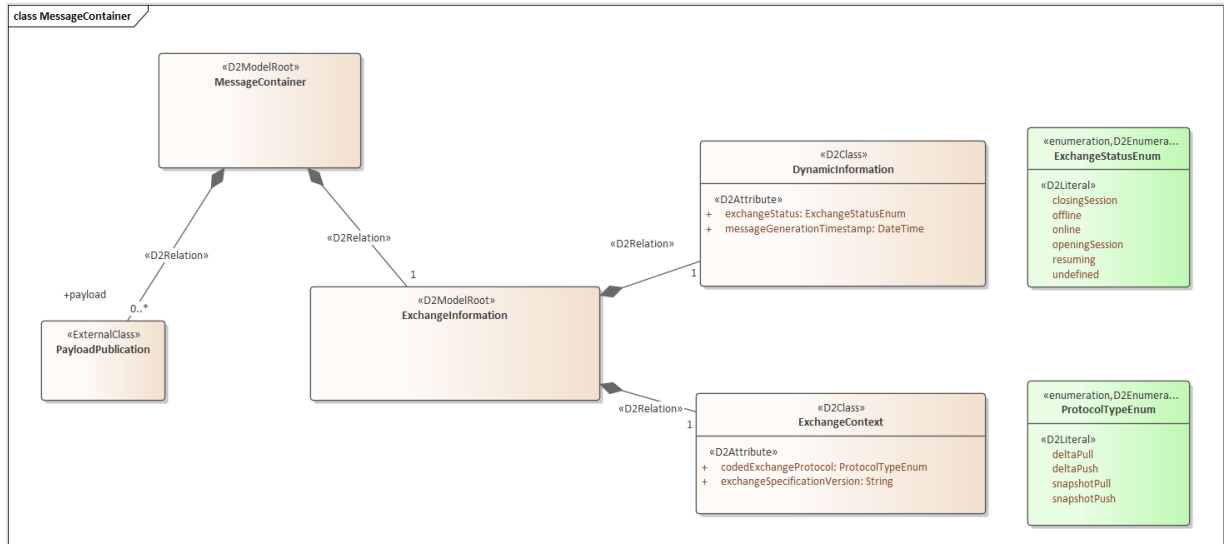 class MessageContainer
«D2ModelRoot»
MessageContainer
«D2Relation»
+payload
0..*
«ExternalClass»
PayloadPublication
«D2Relation»
1
«D2ModelRoot»
ExchangeInformation
«D2Relation»
1
«D2Class»
DynamicInformation
«D2Attribute»
+ exchangeStatus: ExchangeStatusEnum
+ messageGenerationTimestamp: DateTime
«D2Relation»
1
«D2Class»
ExchangeContext
«D2Attribute»
+ codedExchangeProtocol: ProtocolTypeEnum
+ exchangeSpecificationVersion: String
«enumeration,D2Enumera...
ExchangeStatusEnum
«D2Literal»
closingSession
offline
online
openingSession
resuming
undefined
«enumeration,D2Enumera...
ProtocolTypeEnum
«D2Literal»
deltaPull
deltaPush
snapshotPull
snapshotPush